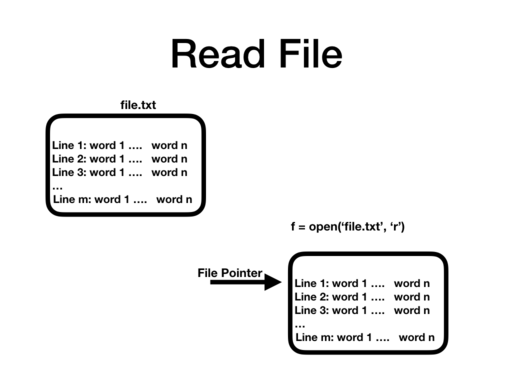 Read File
file.txt
Line 1: word 1 .... word n
Line 2: word 1 .... word n
Line 3: word 1 .... word n
...
Line m: word 1 .... word n
f = open(‘file.txt’, ‘r’)
File Pointer
Line 1: word 1 .... word n
Line 2: word 1 .... word n
Line 3: word 1 .... word n
...
Line m: word 1 .... word n